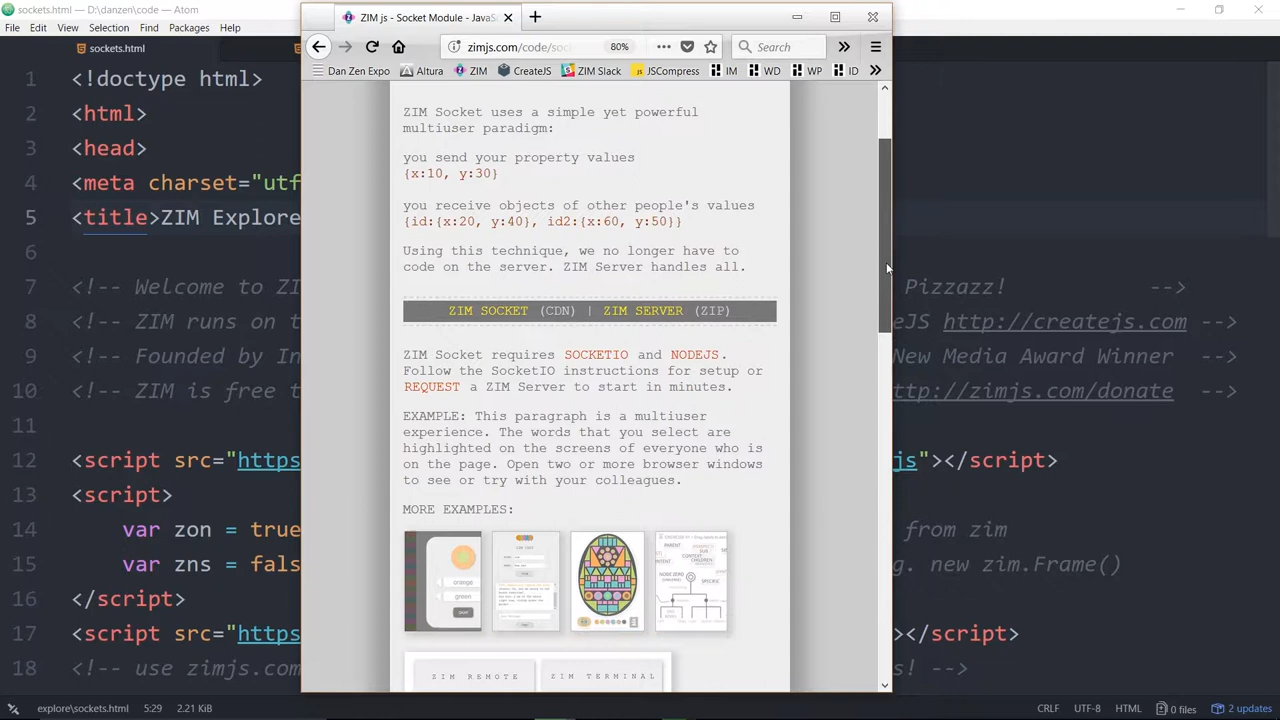 sockets.html — D:\danzen\code — Atom
File Edit View Selection Find Packages Help
sockets.html
1 <!doctype html>
2 <html>
3 <head>
4 <meta charset="utf
5 <title>ZIM Explore
6
7 <!-- Welcome to ZI Pizzazz! -->
8 <!-- ZIM runs on t eJS http://createjs.com -->
9 <!-- Founded by In New Media Award Winner
10 <!-- ZIM is free t ttp://zimjs.com/donate
11
12 <script src="https js"></script>
13 <script>
14 var zon = true from zim
15 var zns = fals g. new zim.Frame()
16 </script>
17 <script src="https ></script>
18 <!-- use zimjs.com s! -->
explore\sockets.html 5:29 2.21 KiB CRLF UTF-8 HTML 0 files 2 updates
ZIM js - Socket Module - JavaSc
zimjs.com/code/soc 80% Search
Dan Zen Expo Altura ZIM CreateJS ZIM Slack JSCompress IM WD WP ID
ZIM Socket uses a simple yet powerful
multiuser paradigm:
you send your property values
{x:10, y:30}
you receive objects of other people's values
{id:{x:20, y:40}, id2:{x:60, y:50}}
Using this technique, we no longer have to
code on the server. ZIM Server handles all.
ZIM SOCKET (CDN) | ZIM SERVER (ZIP)
ZIM Socket requires SOCKETIO and NODEJS.
Follow the SocketIO instructions for setup or
REQUEST a ZIM Server to start in minutes.
EXAMPLE: This paragraph is a multiuser
experience. The words that you select are
highlighted on the screens of everyone who is
on the page. Open two or more browser windows
to see or try with your colleagues.
MORE EXAMPLES:
orange
green
ZIM REMOTE ZIM TERMINAL